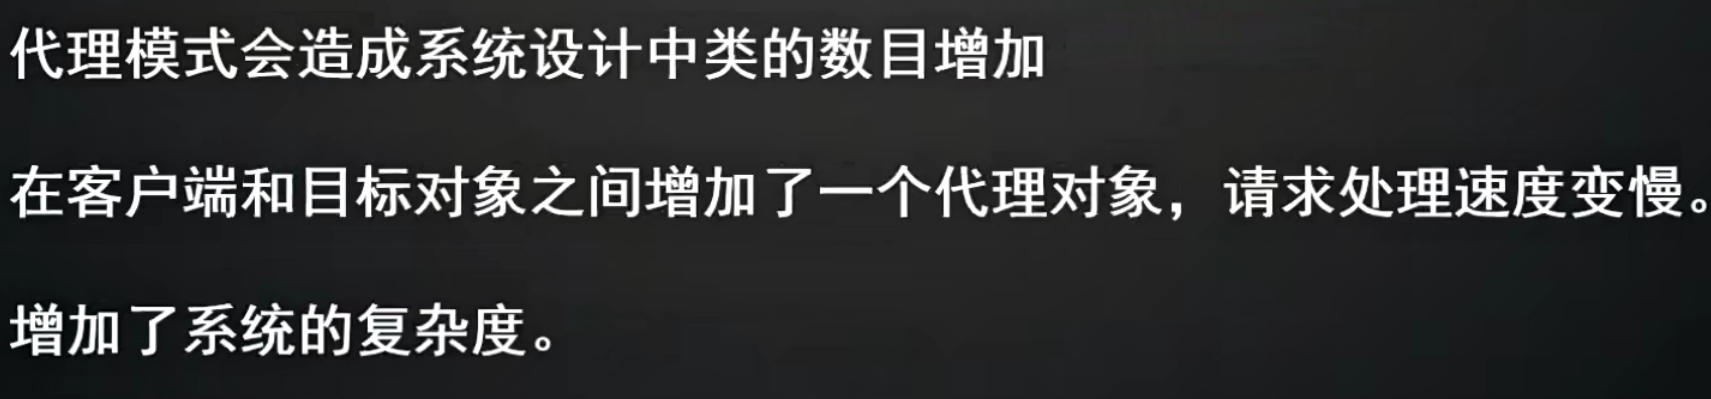 代理模式会造成系统设计中类的数目增加
在客户端和目标对象之间增加了一个代理对象，请求处理速度变慢。
增加了系统的复杂度。